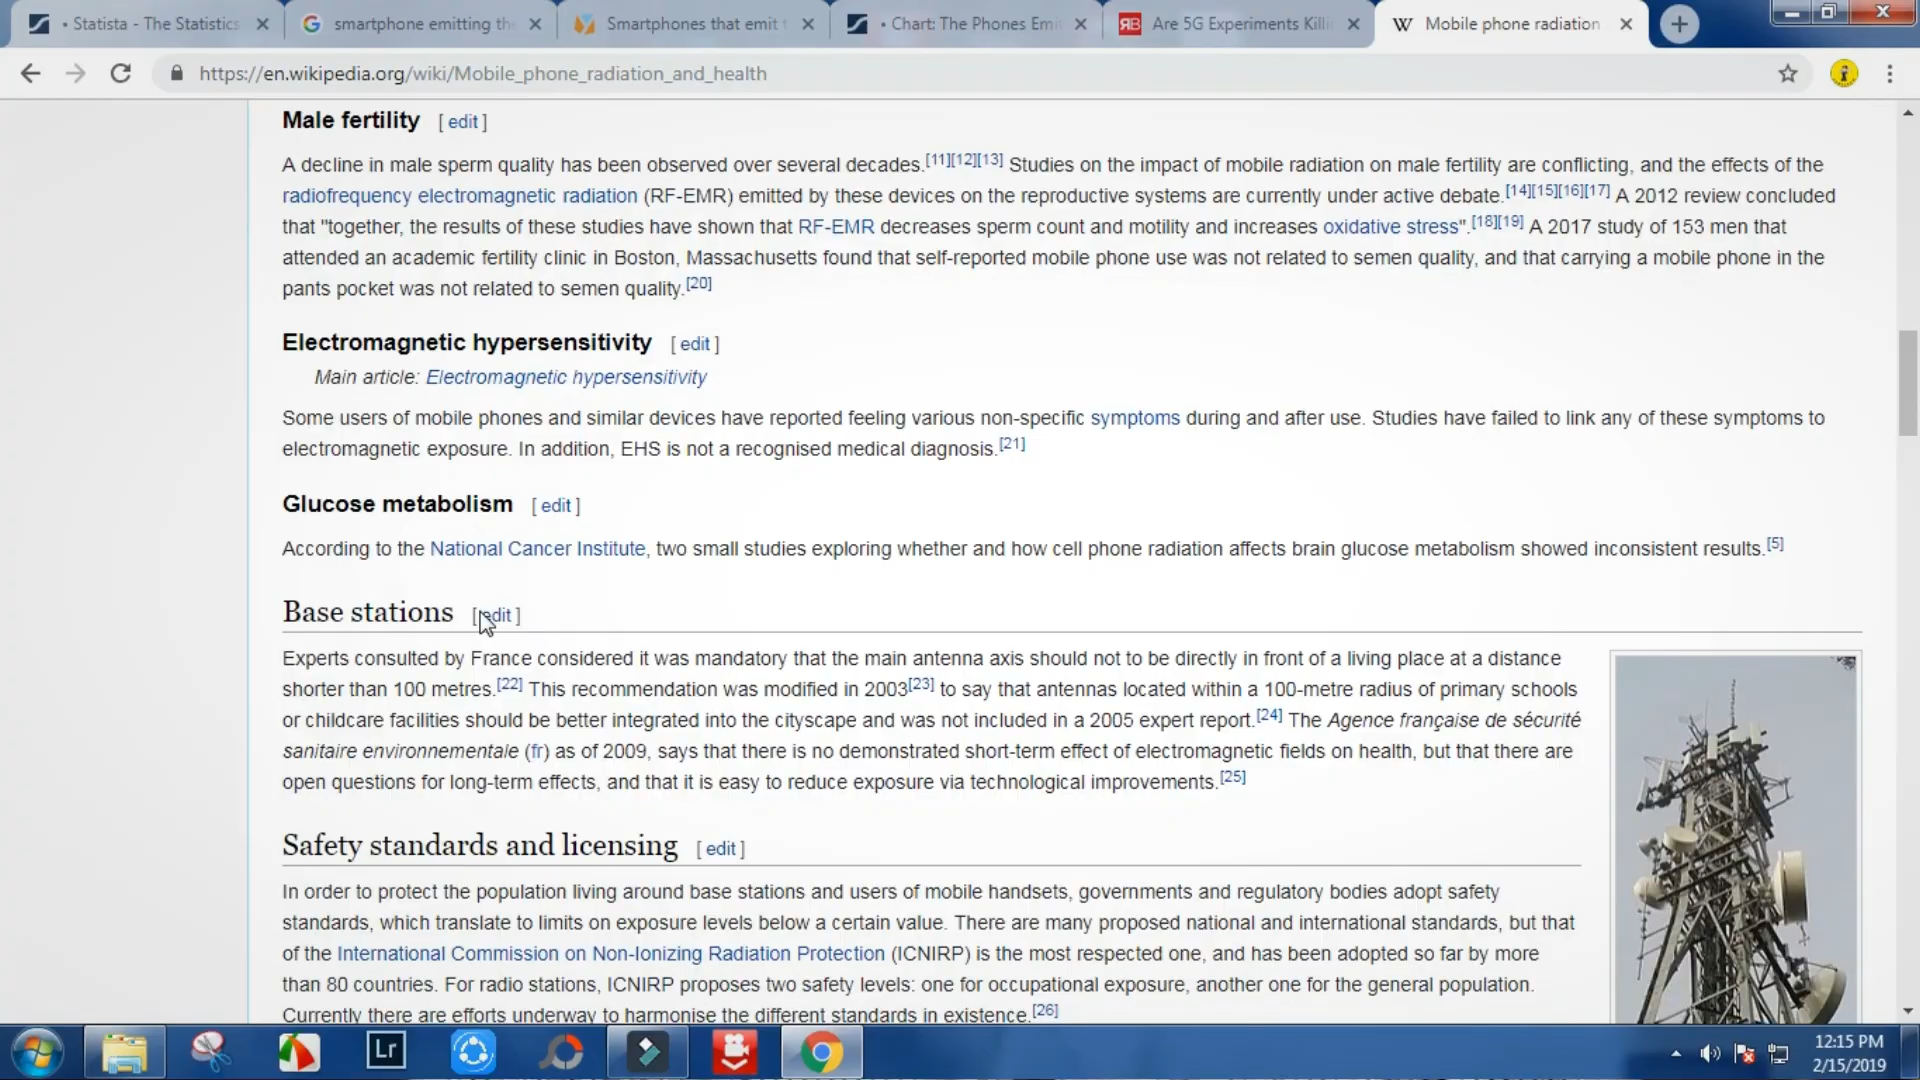 • Statista - The Statistics
smartphone emitting the
Smartphones that emit t
• Chart: The Phones Emi
Are 5G Experiments Killi
Mobile phone radiation
https://en.wikipedia.org/wiki/Mobile_phone_radiation_and_health
Male fertility [ edit ]
A decline in male sperm quality has been observed over several decades.[11][12][13] Studies on the impact of mobile radiation on male fertility are conflicting, and the effects of the
radiofrequency electromagnetic radiation (RF-EMR) emitted by these devices on the reproductive systems are currently under active debate.[14][15][16][17] A 2012 review concluded
that "together, the results of these studies have shown that RF-EMR decreases sperm count and motility and increases oxidative stress".[18][19] A 2017 study of 153 men that
attended an academic fertility clinic in Boston, Massachusetts found that self-reported mobile phone use was not related to semen quality, and that carrying a mobile phone in the
pants pocket was not related to semen quality.[20]
Electromagnetic hypersensitivity [ edit ]
Main article: Electromagnetic hypersensitivity
Some users of mobile phones and similar devices have reported feeling various non-specific symptoms during and after use. Studies have failed to link any of these symptoms to
electromagnetic exposure. In addition, EHS is not a recognised medical diagnosis.[21]
Glucose metabolism [ edit ]
According to the National Cancer Institute, two small studies exploring whether and how cell phone radiation affects brain glucose metabolism showed inconsistent results.[5]
Base stations [ edit ]
Experts consulted by France considered it was mandatory that the main antenna axis should not to be directly in front of a living place at a distance
shorter than 100 metres.[22] This recommendation was modified in 2003[23] to say that antennas located within a 100-metre radius of primary schools
or childcare facilities should be better integrated into the cityscape and was not included in a 2005 expert report.[24] The Agence française de sécurité
sanitaire environnementale (fr) as of 2009, says that there is no demonstrated short-term effect of electromagnetic fields on health, but that there are
open questions for long-term effects, and that it is easy to reduce exposure via technological improvements.[25]
Safety standards and licensing [ edit ]
In order to protect the population living around base stations and users of mobile handsets, governments and regulatory bodies adopt safety
standards, which translate to limits on exposure levels below a certain value. There are many proposed national and international standards, but that
of the International Commission on Non-Ionizing Radiation Protection (ICNIRP) is the most respected one, and has been adopted so far by more
than 80 countries. For radio stations, ICNIRP proposes two safety levels: one for occupational exposure, another one for the general population.
Currently there are efforts underway to harmonise the different standards in existence.[26]
Lr
12:15 PM
2/15/2019